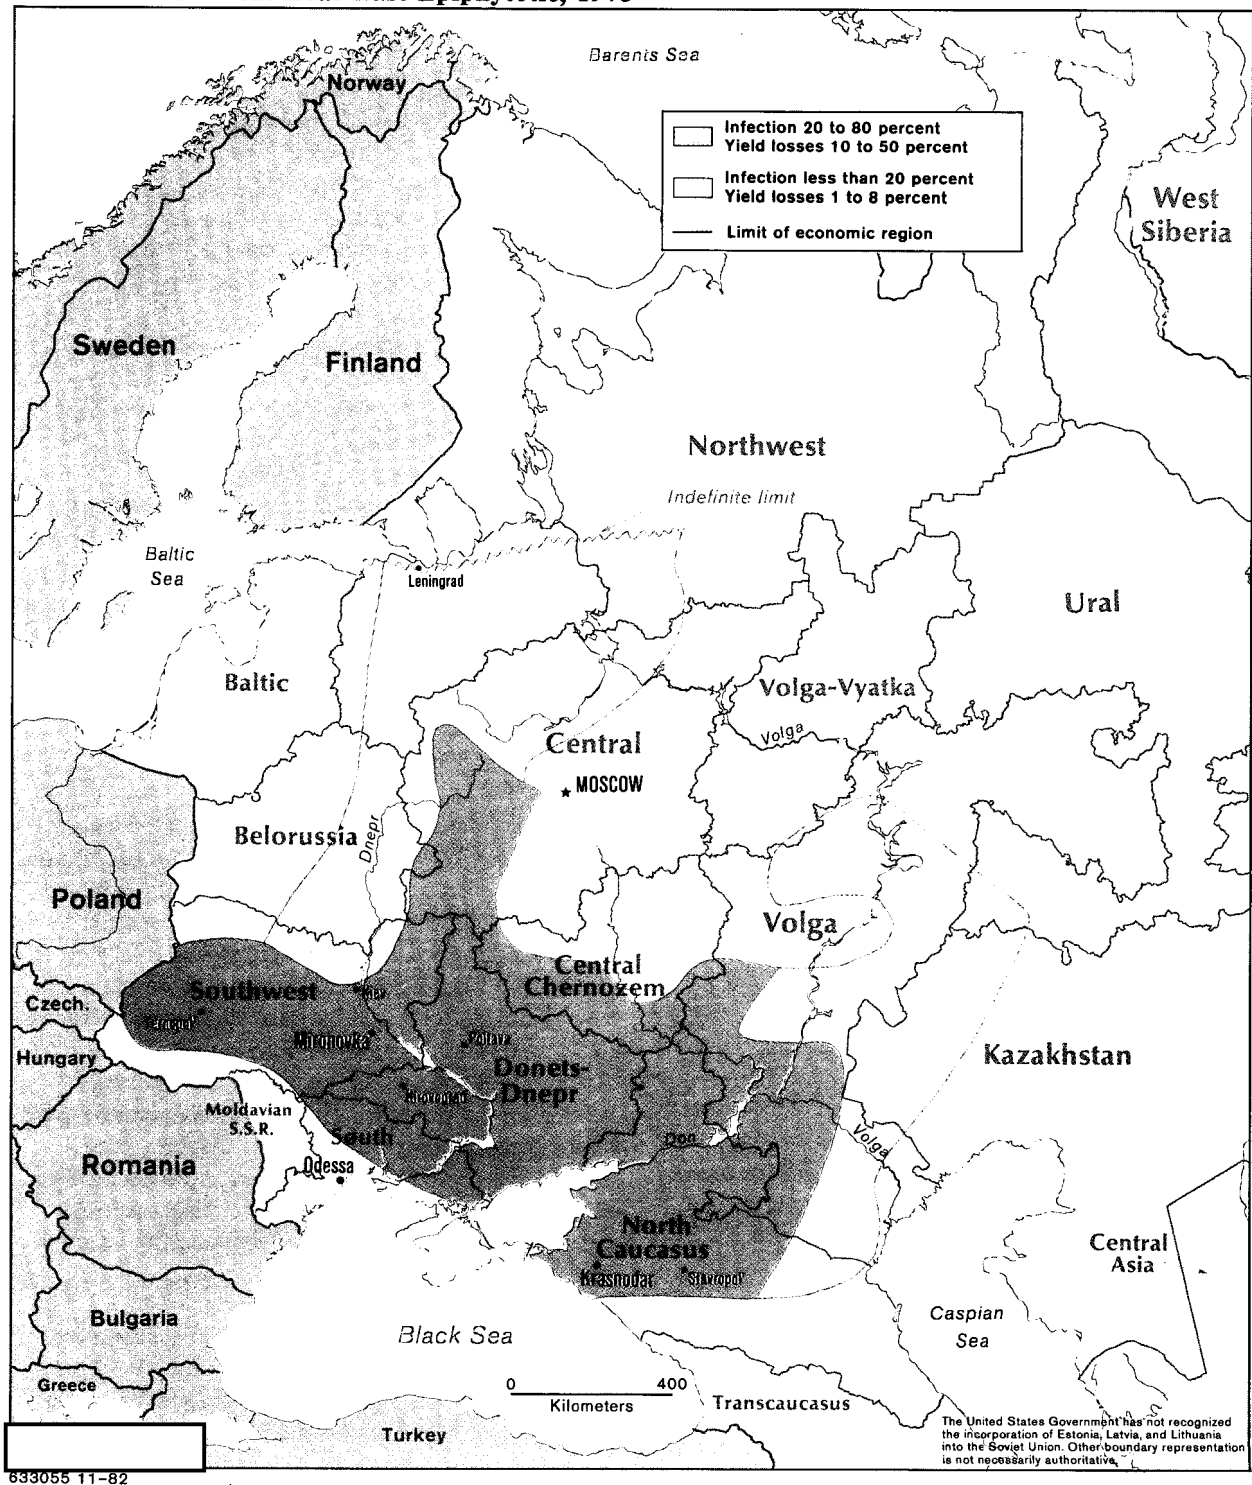 Epiphytotic, 1973
Norway
Barents Sea
Infection 20 to 80 percent
Yield losses 10 to 50 percent
Infection less than 20 percent
Yield losses 1 to 8 percent
Limit of economic region
West
Siberia
Sweden
Finland
Northwest
Indefinite limit
Baltic
Sea
Leningrad
Ural
Baltic
Volga-Vyatka
Volga
Central
MOSCOW
Belorussia
Dnepr
Poland
Volga
Central
Chernozem
Southwest
Kiev
Czech.
Mironovka
Poltava
Hungary
Donets-
Dnepr
Kazakhstan
Kirovograd
Moldavian
S.S.R.
South
Don
Volga
Romania
Odessa
North
Caucasus
Krasnodar
Stavropol'
Central
Asia
Bulgaria
Black Sea
Caspian
Sea
Greece
0 400
Kilometers
Transcaucasus
Turkey
The United States Government has not recognized
the incorporation of Estonia, Latvia, and Lithuania
into the Soviet Union. Other boundary representation
is not necessarily authoritative.
633055 11-82